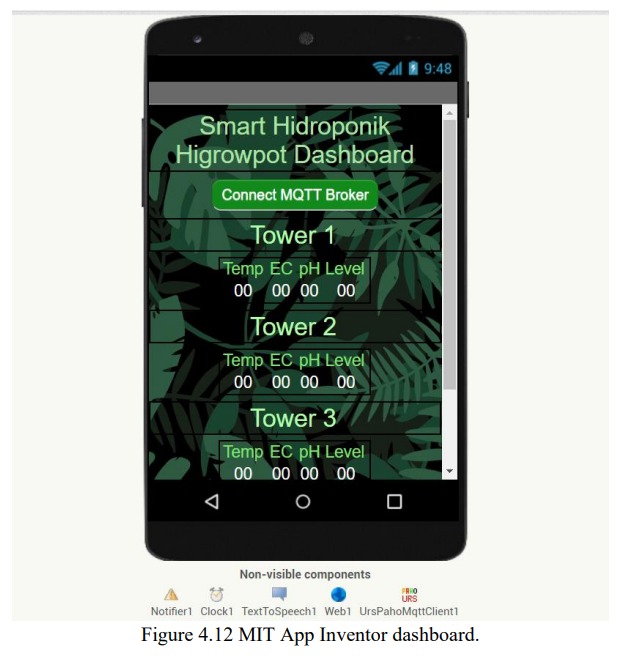 9:48
Smart Hidroponik
Higrowpot Dashboard
Connect MQTT Broker
Tower 1
Temp EC pH Level
00 00 00 00
Tower 2
Temp EC pH Level
00 00 00 00
Tower 3
Temp EC pH Level
00 00 00 00
Non-visible components
PAHO
URS
Notifier1 Clock1 TextToSpeech1 Web1 UrsPahoMqttClient1
Figure 4.12 MIT App Inventor dashboard.